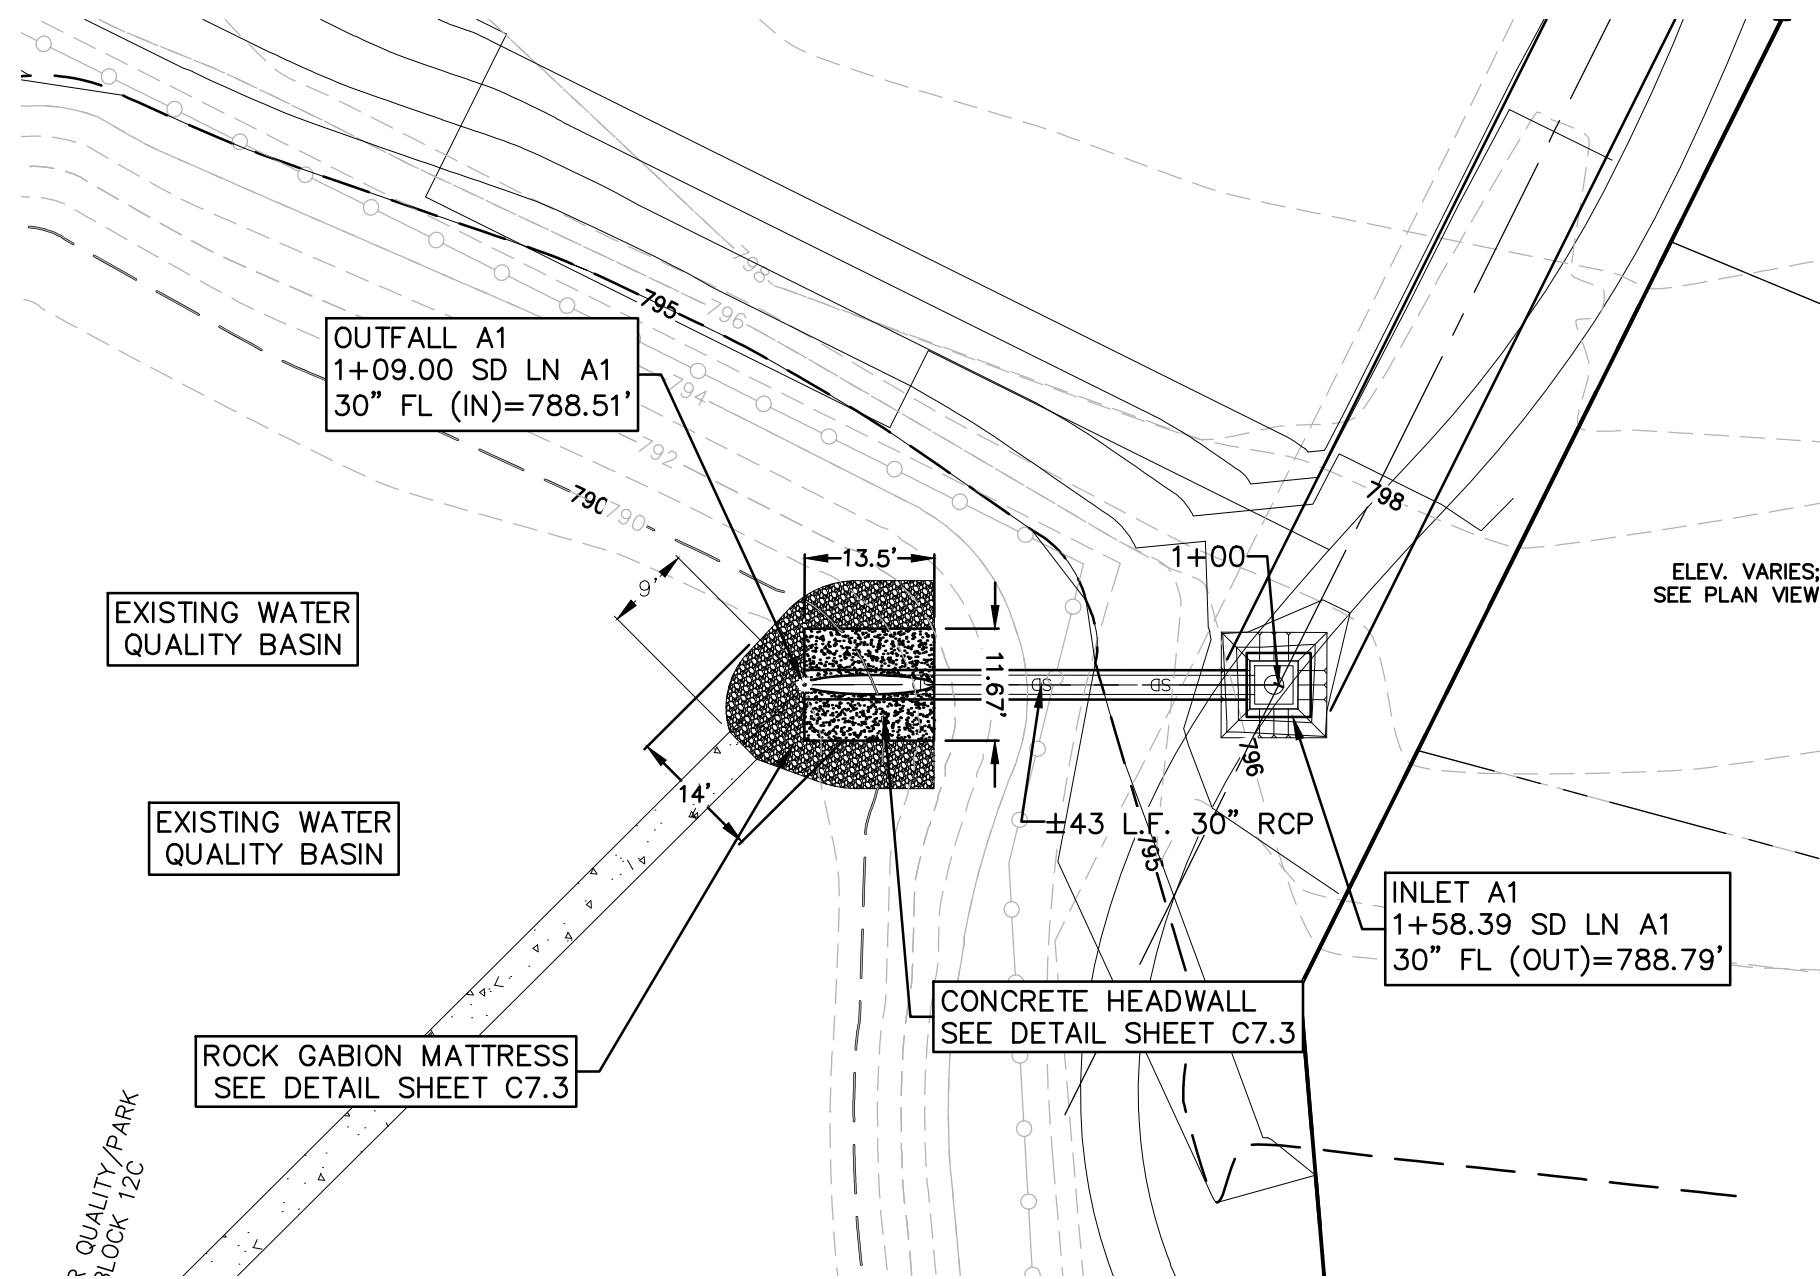 798
795
796
OUTFALL A1
1+09.00 SD LN A1
30" FL (IN)=788.51'
794
792
790
790
798
13.5'
1+00
9'
ELEV. VARIES;
SEE PLAN VIEW
EXISTING WATER
QUALITY BASIN
11.67'
SD
SD
796
14'
±43 L.F. 30" RCP
EXISTING WATER
QUALITY BASIN
795
INLET A1
1+58.39 SD LN A1
30" FL (OUT)=788.79'
CONCRETE HEADWALL
SEE DETAIL SHEET C7.3
ROCK GABION MATTRESS
SEE DETAIL SHEET C7.3
QUALITY/PARK
BLOCK 12C